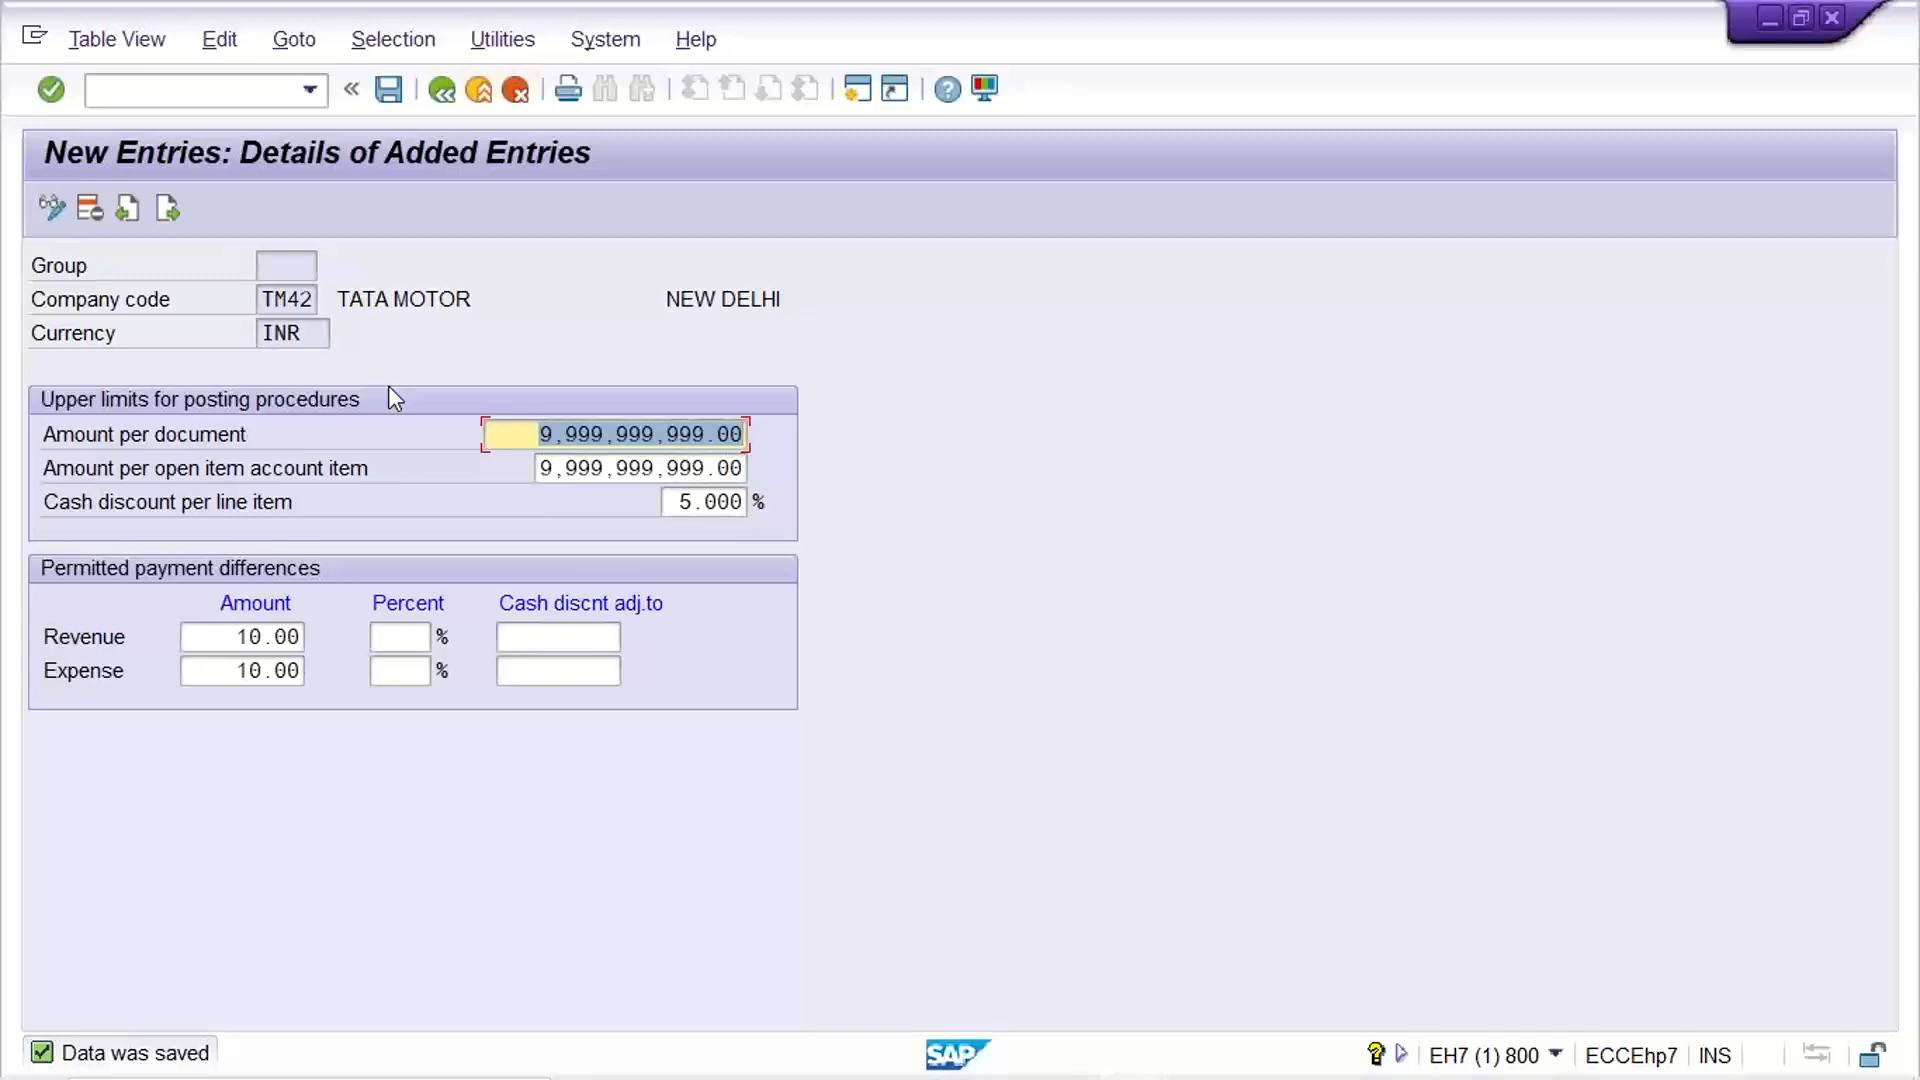 Table View Edit Goto Selection Utilities System Help
New Entries: Details of Added Entries
Group
Company code TM42 TATA MOTOR NEW DELHI
Currency INR
Upper limits for posting procedures
Amount per document 9,999,999,999.00
Amount per open item account item 9,999,999,999.00
Cash discount per line item 5.000 %
Permitted payment differences
Amount Percent Cash discnt adj.to
Revenue 10.00 %
Expense 10.00 %
Data was saved SAP EH7 (1) 800 ECCEhp7 INS